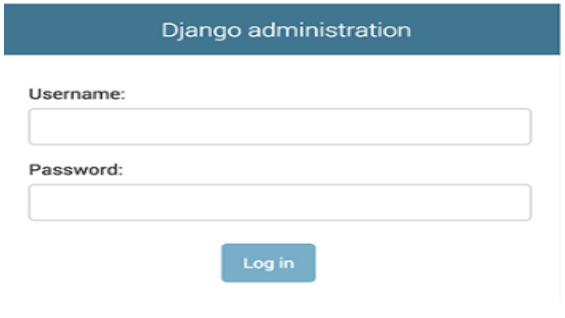 Django administration
Username:
Password:
Log in